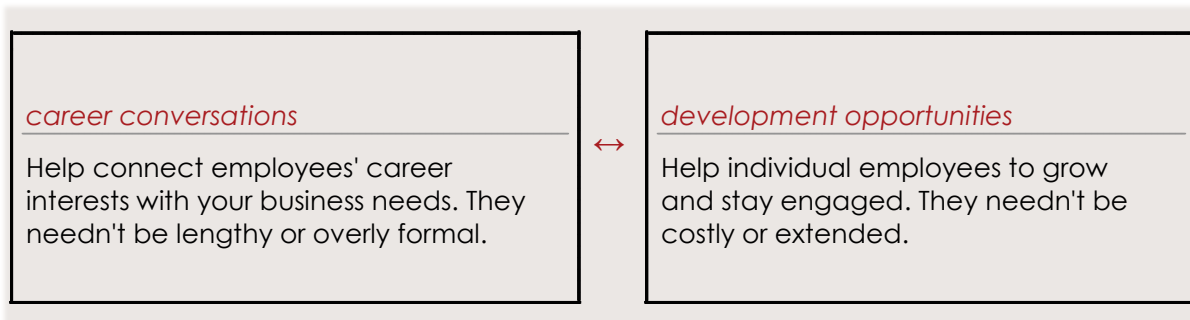 career conversations
Help connect employees' career
interests with your business needs. They
needn't be lengthy or overly formal.
↔
development opportunities
Help individual employees to grow
and stay engaged. They needn't be
costly or extended.